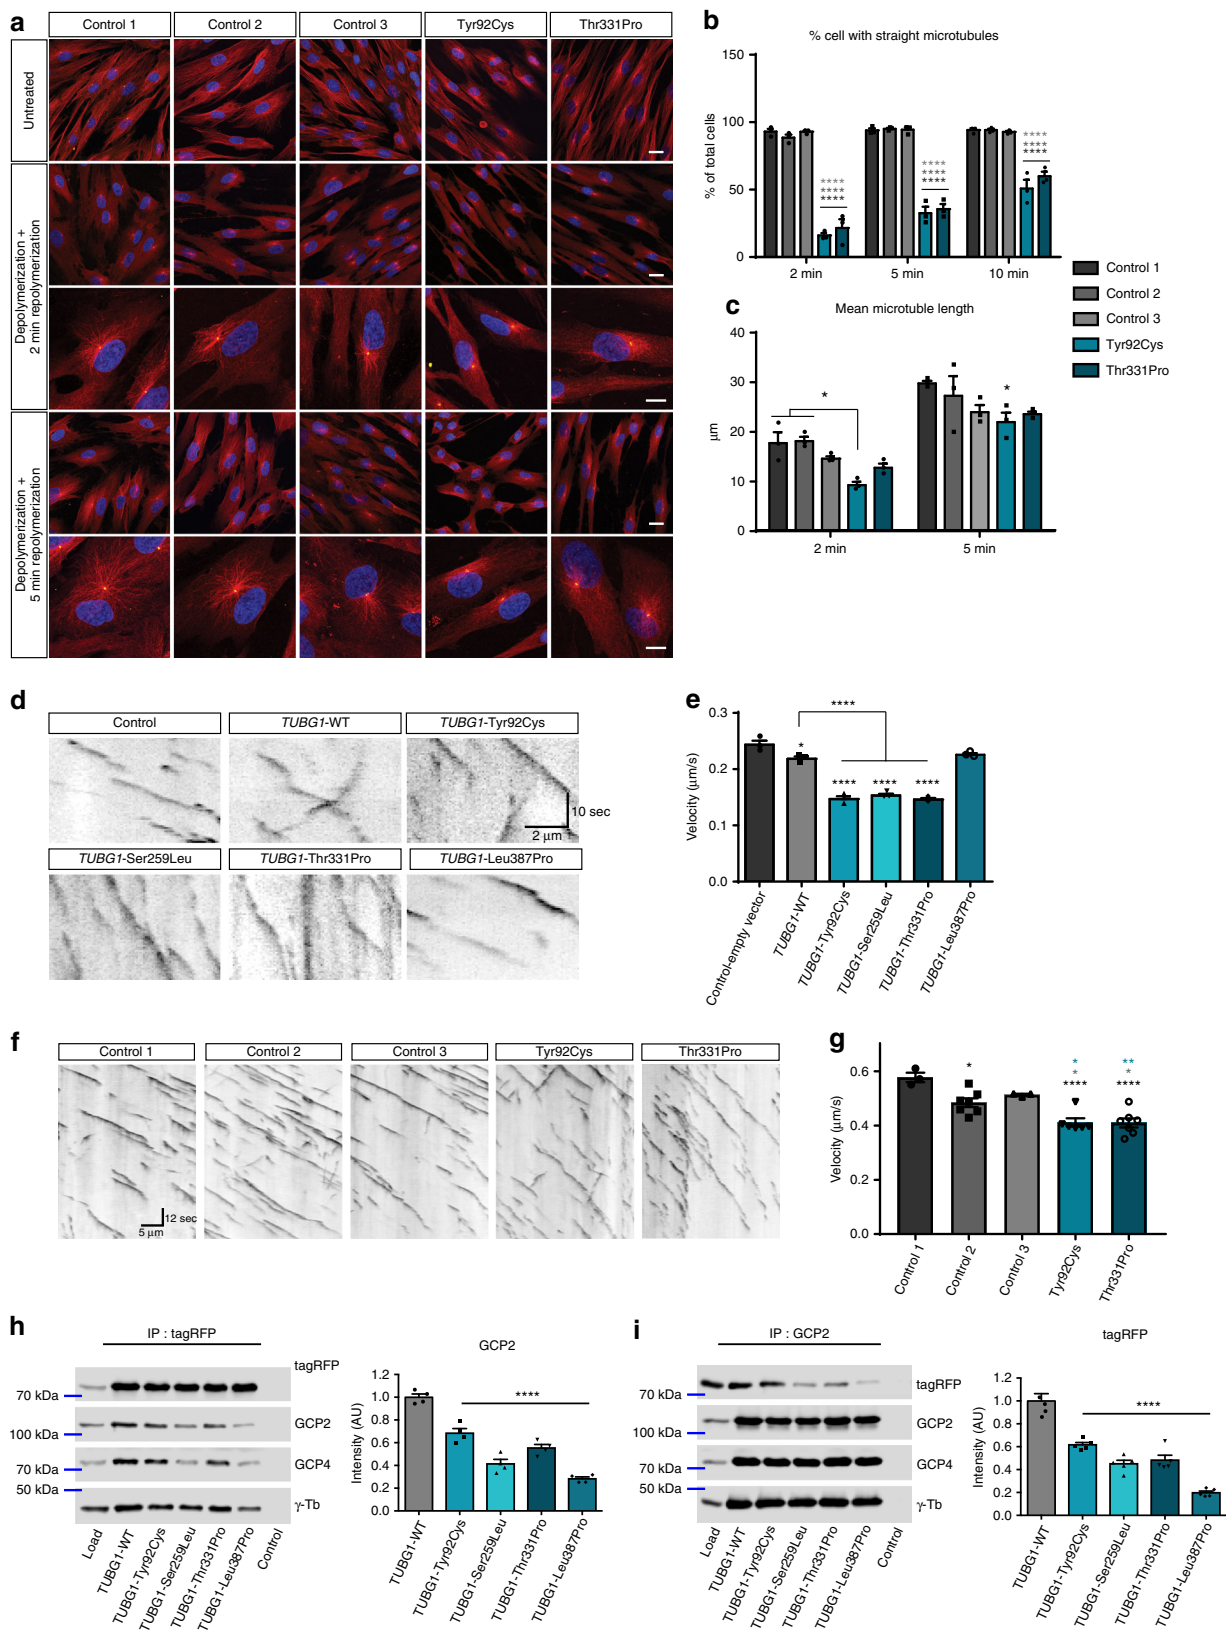 a
Control 1
Control 2
Control 3
Tyr92Cys
Thr331Pro
Untreated
Depolymerization +
2 min repolymerization
Depolymerization +
5 min repolymerization
b
% cell with straight microtubules
150
100
50
0
% of total cells
****
****
****
****
****
****
****
****
****
2 min
5 min
10 min
Control 1
Control 2
Control 3
Tyr92Cys
Thr331Pro
c
Mean microtuble length
40
30
20
10
0
μm
*
*
2 min
5 min
d
Control
TUBG1-WT
TUBG1-Tyr92Cys
10 sec
2 μm
TUBG1-Ser259Leu
TUBG1-Thr331Pro
TUBG1-Leu387Pro
e
0.3
0.2
0.1
0.0
Velocity (μm/s)
****
*
****
****
****
Control-empty vector
TUBG1-WT
TUBG1-Tyr92Cys
TUBG1-Ser259Leu
TUBG1-Thr331Pro
TUBG1-Leu387Pro
f
Control 1
Control 2
Control 3
Tyr92Cys
Thr331Pro
12 sec
5 μm
g
0.6
0.4
0.2
0.0
Velocity (μm/s)
*
*
*
****
**
*
****
Control 1
Control 2
Control 3
Tyr92Cys
Thr331Pro
h
IP : tagRFP
tagRFP
70 kDa
GCP2
100 kDa
GCP4
70 kDa
50 kDa
γ-Tb
Load
TUBG1-WT
TUBG1-Tyr92Cys
TUBG1-Ser259Leu
TUBG1-Thr331Pro
TUBG1-Leu387Pro
Control
GCP2
1.2
1.0
0.8
0.6
0.4
0.2
0.0
Intensity (AU)
****
TUBG1-WT
TUBG1-Tyr92Cys
TUBG1-Ser259Leu
TUBG1-Thr331Pro
TUBG1-Leu387Pro
i
IP : GCP2
tagRFP
70 kDa
GCP2
100 kDa
GCP4
70 kDa
50 kDa
γ-Tb
Load
TUBG1-WT
TUBG1-Tyr92Cys
TUBG1-Ser259Leu
TUBG1-Thr331Pro
TUBG1-Leu387Pro
Control
tagRFP
1.2
1.0
0.8
0.6
0.4
0.2
0.0
Intensity (AU)
****
TUBG1-WT
TUBG1-Tyr92Cys
TUBG1-Ser259Leu
TUBG1-Thr331Pro
TUBG1-Leu387Pro